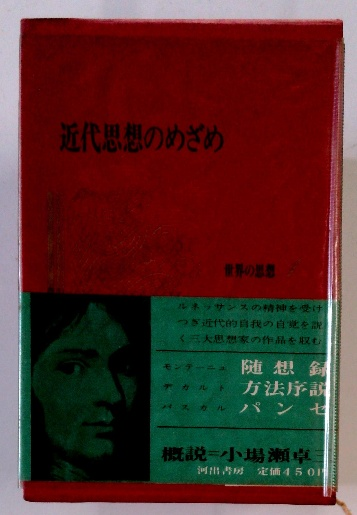 近代思想のめざめ
世界の思想
ルネッサンスの精神を受け
つぎ近代的自我の自覚を説
く三大思想家の作品を収む
モンテーニュ 随想録
デカルト 方法序説
パスカル パンセ
概説=小場瀬卓三
河出書房 定価450円